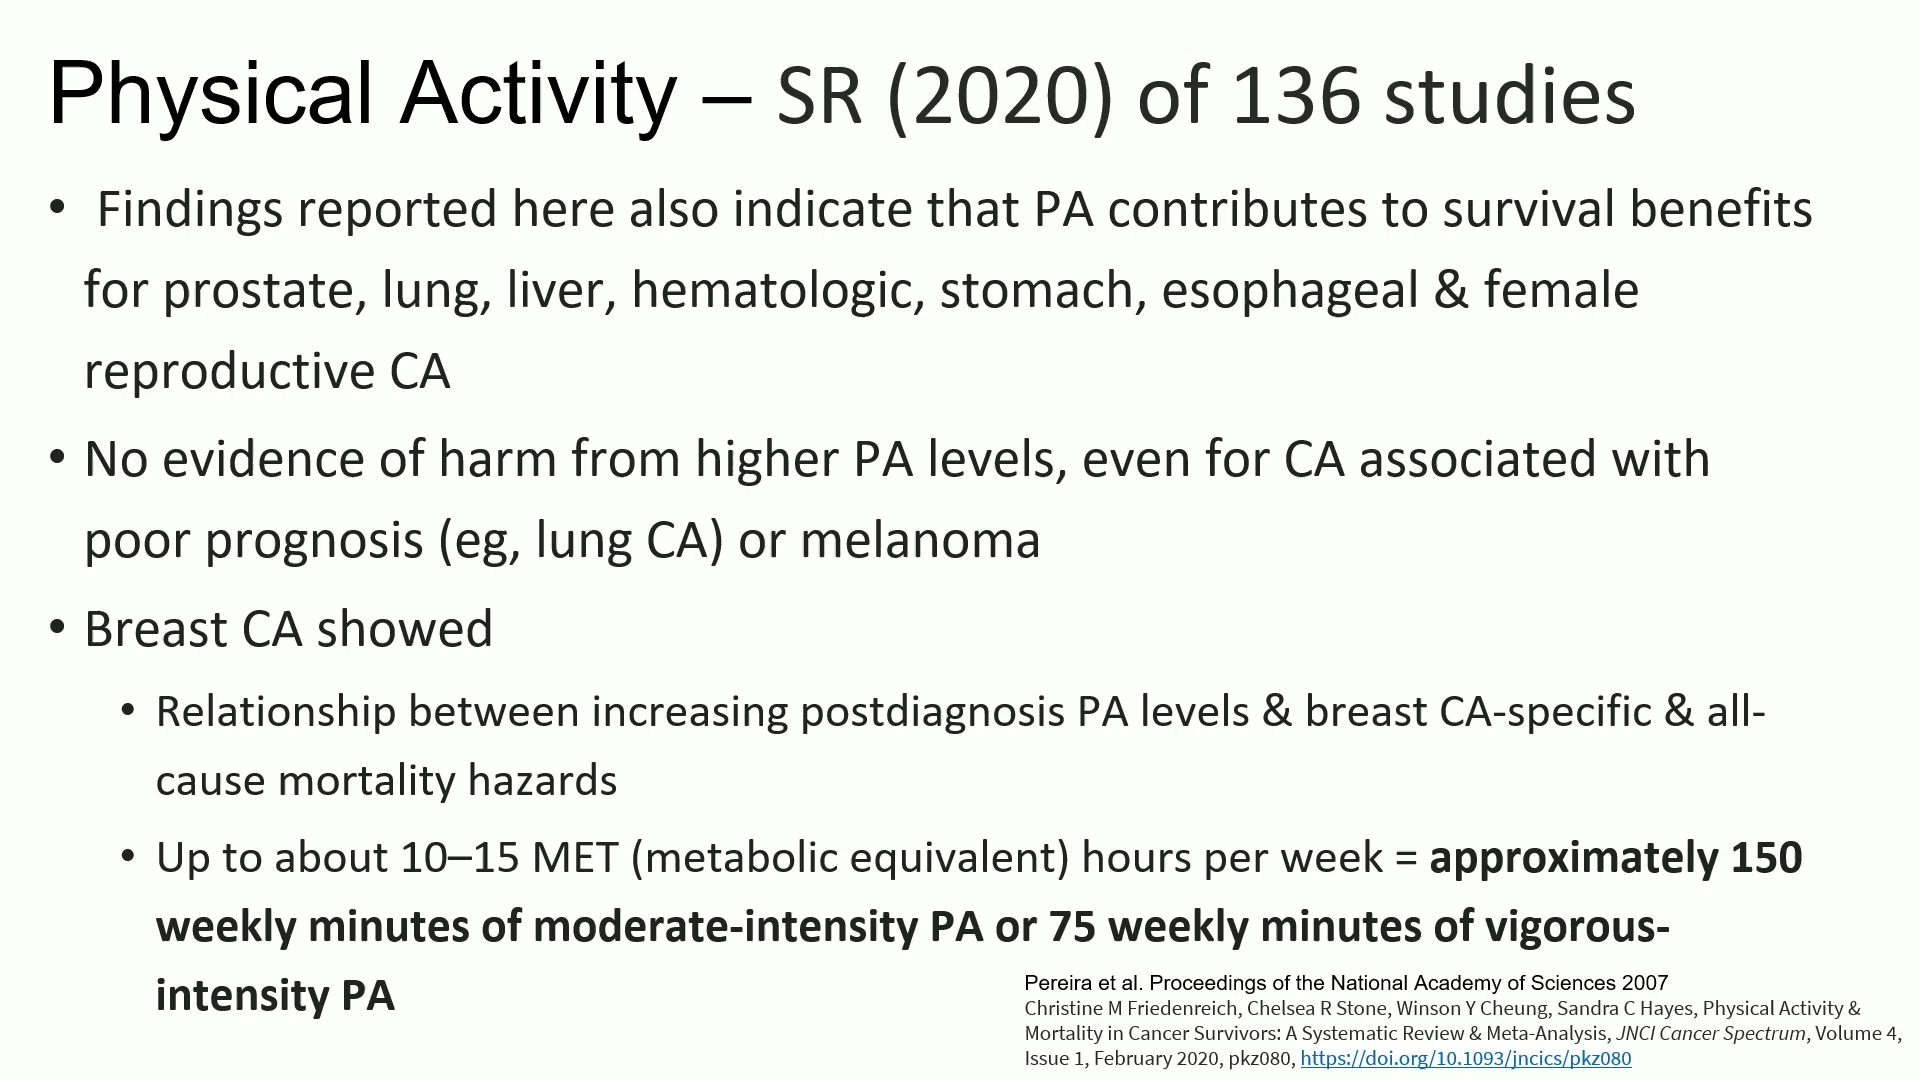 Physical Activity – SR (2020) of 136 studies
• Findings reported here also indicate that PA contributes to survival benefits
for prostate, lung, liver, hematologic, stomach, esophageal & female
reproductive CA
• No evidence of harm from higher PA levels, even for CA associated with
poor prognosis (eg, lung CA) or melanoma
• Breast CA showed
• Relationship between increasing postdiagnosis PA levels & breast CA-specific & all-
cause mortality hazards
• Up to about 10–15 MET (metabolic equivalent) hours per week = approximately 150
weekly minutes of moderate-intensity PA or 75 weekly minutes of vigorous-
intensity PA
Pereira et al. Proceedings of the National Academy of Sciences 2007
Christine M Friedenreich, Chelsea R Stone, Winson Y Cheung, Sandra C Hayes, Physical Activity &
Mortality in Cancer Survivors: A Systematic Review & Meta-Analysis, JNCI Cancer Spectrum, Volume 4,
Issue 1, February 2020, pkz080, https://doi.org/10.1093/jncics/pkz080